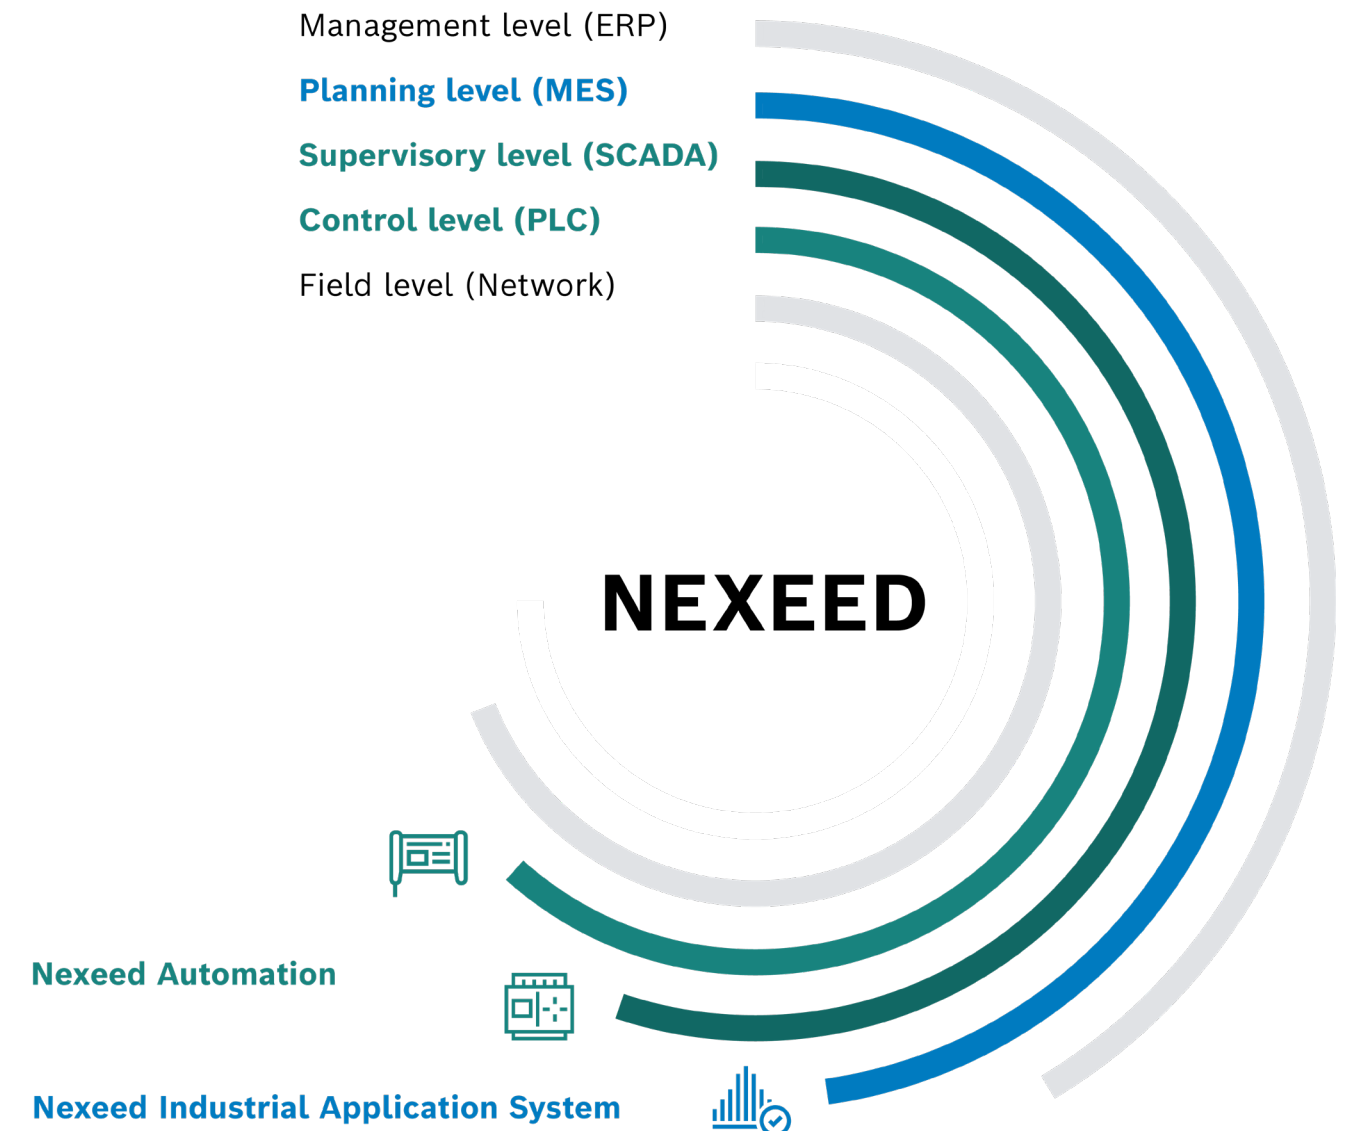 Management level (ERP)
Planning level (MES)
Supervisory level (SCADA)
Control level (PLC)
Field level (Network)
NEXEED
Nexeed Automation
Nexeed Industrial Application System